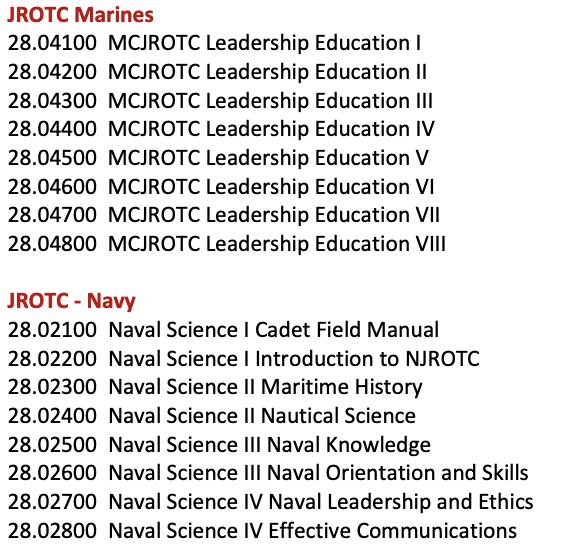 JROTC Marines
28.04100 MCJROTC Leadership Education I
28.04200 MCJROTC Leadership Education II
28.04300 MCJROTC Leadership Education III
28.04400 MCJROTC Leadership Education IV
28.04500 MCJROTC Leadership Education V
28.04600 MCJROTC Leadership Education VI
28.04700 MCJROTC Leadership Education VII
28.04800 MCJROTC Leadership Education VIII
JROTC - Navy
28.02100 Naval Science I Cadet Field Manual
28.02200 Naval Science I Introduction to NJROTC
28.02300 Naval Science II Maritime History
28.02400 Naval Science II Nautical Science
28.02500 Naval Science III Naval Knowledge
28.02600 Naval Science III Naval Orientation and Skills
28.02700 Naval Science IV Naval Leadership and Ethics
28.02800 Naval Science IV Effective Communications